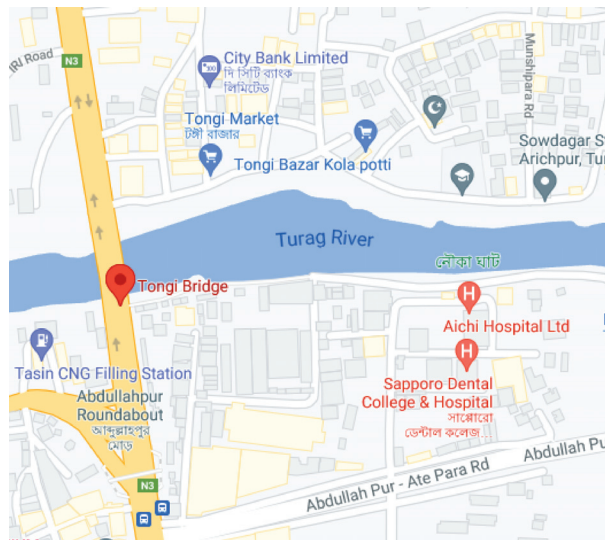 IRI Road
N3
City Bank Limited
দি সিটি ব্যাংক
লিমিটেড
Munshipara Rd
Tongi Market
টঙ্গী বাজার
Tongi Bazar Kola potti
Sowdagar S
Arichpur, Tu
Turag River
নৌকা ঘাট
Tongi Bridge
Aichi Hospital Ltd
Tasin CNG Filling Station
Abdullahpur
Roundabout
আব্দুল্লাহপুর
মোড়
Sapporo Dental
College & Hospital
সাপ্পোরো
ডেন্টাল কলেজ...
N3
Abdullah Pur - Ate Para Rd
Abdullah Pu